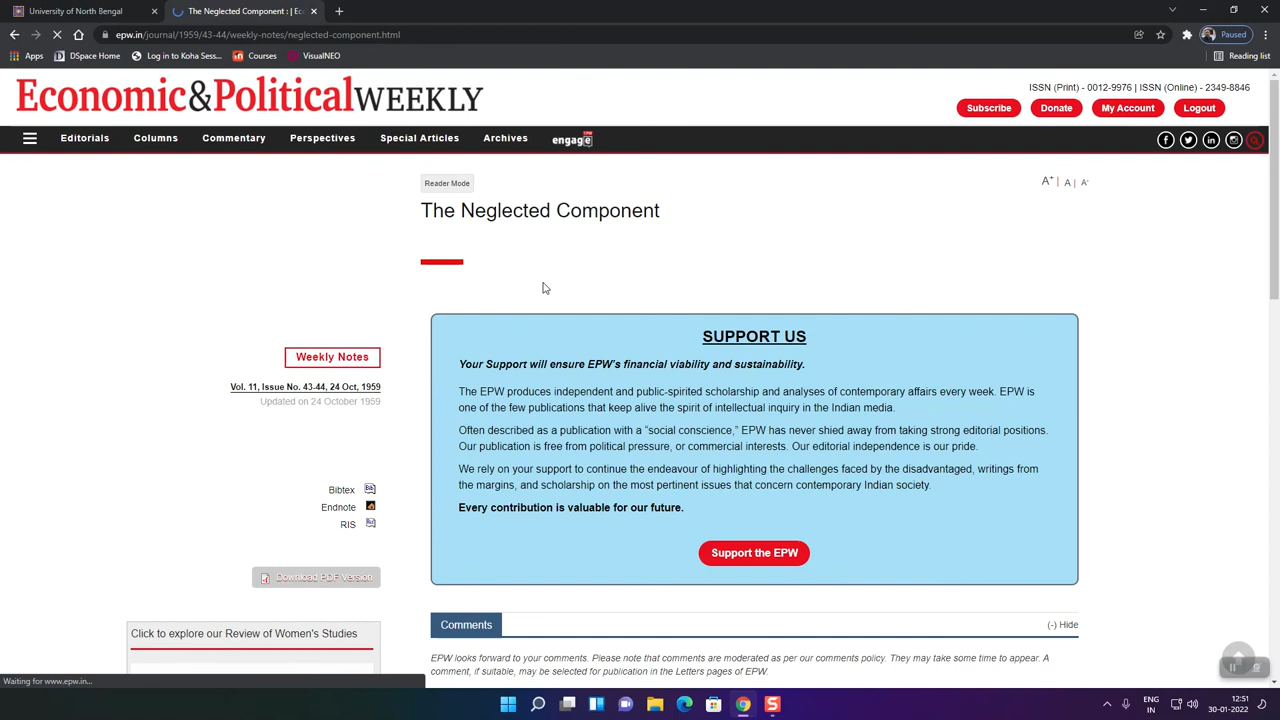 University of North Bengal
The Neglected Component : | Ec
epw.in/journal/1959/43-44/weekly-notes/neglected-component.html
Paused
Apps
DSpace Home
Log in to Koha Sess...
Courses
VisualNEO
Reading list
Economic&PoliticalWEEKLY
ISSN (Print) - 0012-9976 | ISSN (Online) - 2349-8846
Subscribe
Donate
My Account
Logout
Editorials
Columns
Commentary
Perspectives
Special Articles
Archives
engage
EPW
Reader Mode
A+ | A | A-
The Neglected Component
SUPPORT US
Your Support will ensure EPW's financial viability and sustainability.
The EPW produces independent and public-spirited scholarship and analyses of contemporary affairs every week. EPW is
one of the few publications that keep alive the spirit of intellectual inquiry in the Indian media.
Often described as a publication with a “social conscience,” EPW has never shied away from taking strong editorial positions.
Our publication is free from political pressure, or commercial interests. Our editorial independence is our pride.
We rely on your support to continue the endeavour of highlighting the challenges faced by the disadvantaged, writings from
the margins, and scholarship on the most pertinent issues that concern contemporary Indian society.
Every contribution is valuable for our future.
Support the EPW
Weekly Notes
Vol. 11, Issue No. 43-44, 24 Oct, 1959
Updated on 24 October 1959
Bibtex
Endnote
RIS
Download PDF Version
Click to explore our Review of Women's Studies
Comments
(-) Hide
EPW looks forward to your comments. Please note that comments are moderated as per our comments policy. They may take some time to appear. A
comment, if suitable, may be selected for publication in the Letters pages of EPW.
Waiting for www.epw.in...
ENG
IN
12:51
30-01-2022